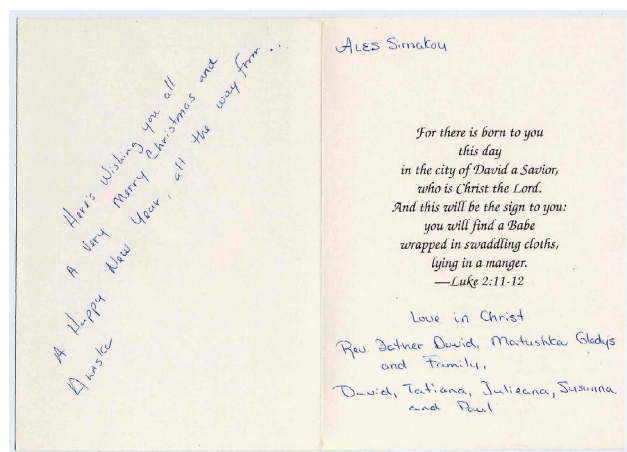 Here's Wishing you all
A Very Merry Christmas and
A Happy New Year, all the way from...
ALES Simakou
For there is born to you
this day
in the city of David a Savior,
who is Christ the Lord.
And this will be the sign to you:
you will find a Babe
wrapped in swaddling cloths,
lying in a manger.
—Luke 2:11-12
Love in Christ
Rev. Father David, Matushka Gladys
and Family,
David, Tatiana, Julieana, Susanna
and Paul